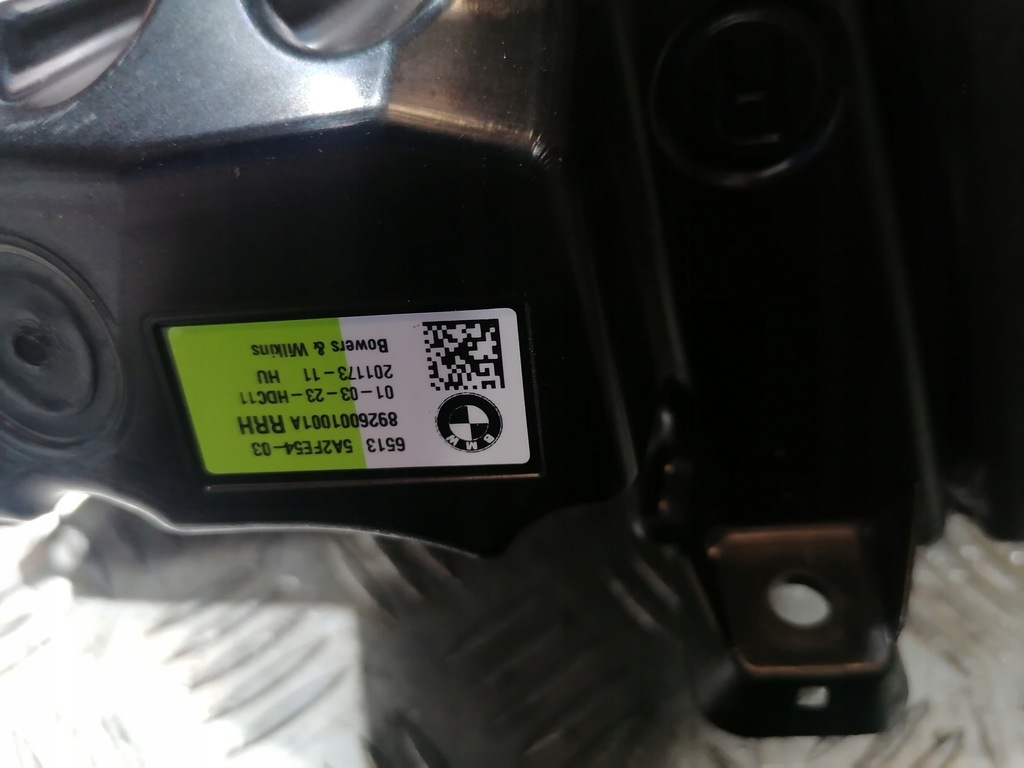 6513 5A2FE54-03
8926001001A RRH
01-03-23-HDC11
201173-11 HU
Bowers & Wilkins
BMW
R